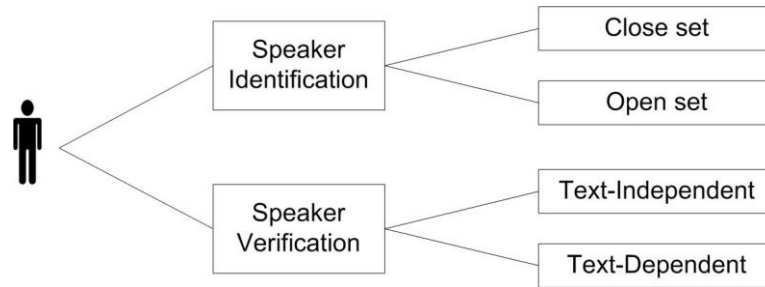 Speaker
Identification
Close set
Open set
Speaker
Verification
Text-Independent
Text-Dependent